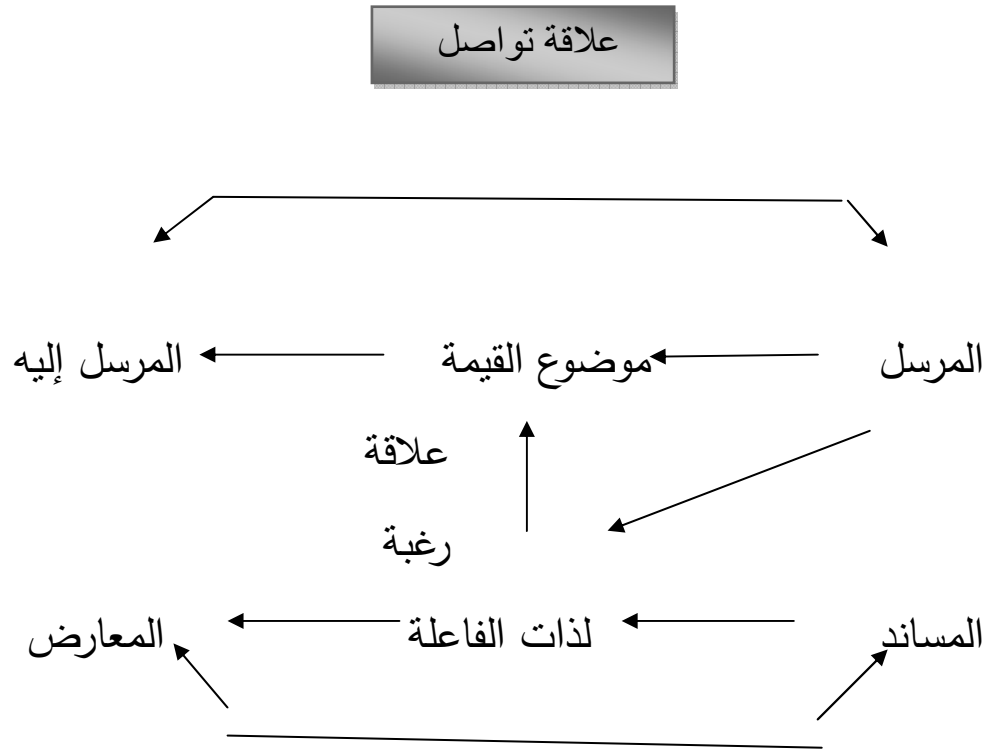 علاقة تواصل
المرسل موضوع القيمة المرسل إليه
علاقة
رغبة
المساند لذات الفاعلة المعارض